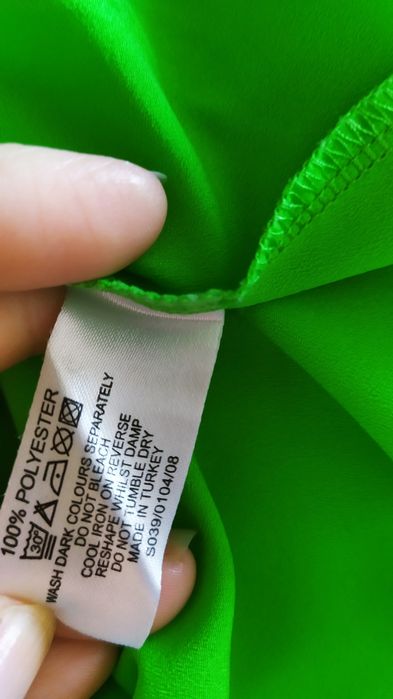 100% POLYESTER
30°
WASH DARK COLOURS SEPARATELY
DO NOT BLEACH
COOL IRON ON REVERSE
RESHAPE WHILST DAMP
DO NOT TUMBLE DRY
MADE IN TURKEY
S039/0104/08